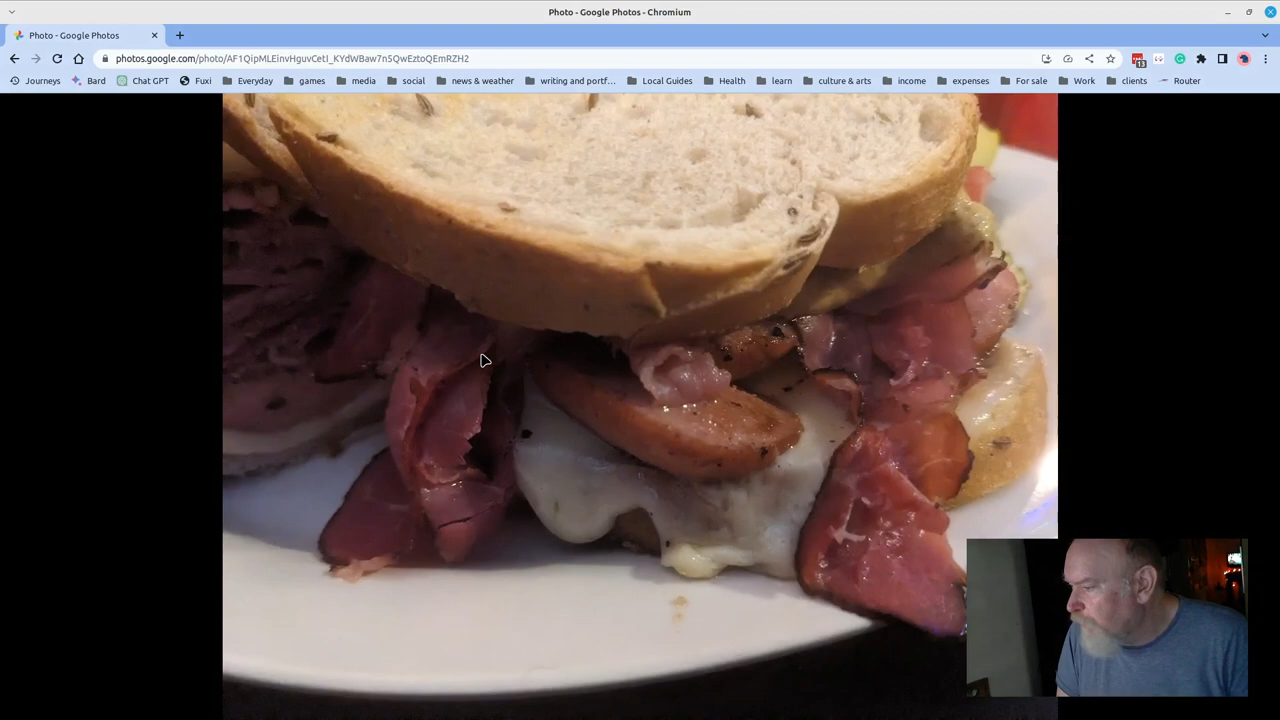 Photo - Google Photos - Chromium
Photo - Google Photos
photos.google.com/photo/AF1QipMLEinvHguvCetI_KYdWBaw7n5QwEztoQEmRZH2
13
Journeys Bard Chat GPT Fuxi Everyday games media social news & weather writing and portf… Local Guides Health learn culture & arts income expenses For sale Work clients Router